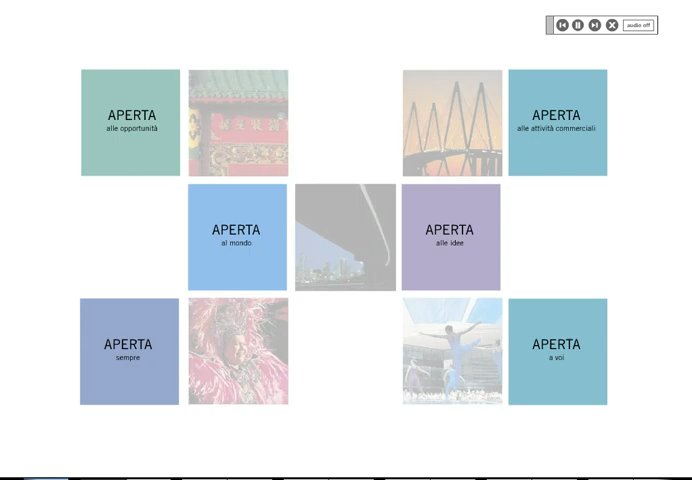 audio off
APERTA
alle opportunità
APERTA
alle attività commerciali
APERTA
al mondo
APERTA
alle idee
APERTA
sempre
APERTA
a voi